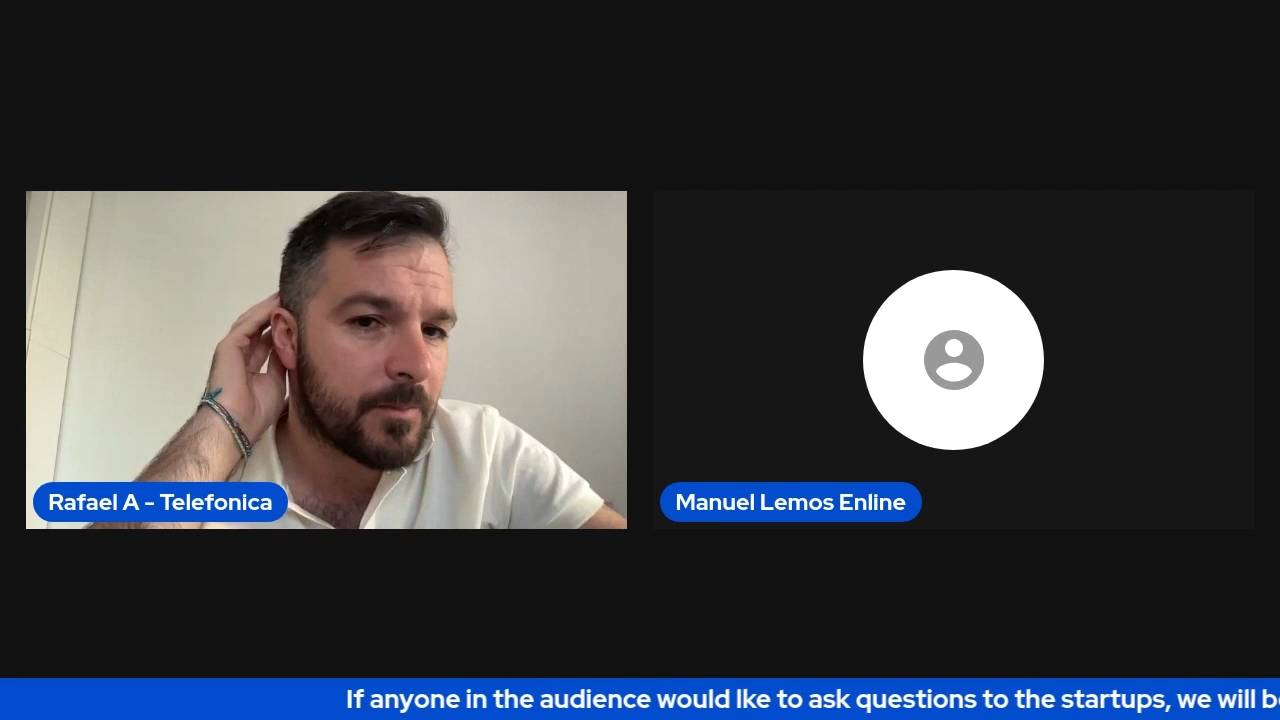 Rafael A - Telefonica
Manuel Lemos Enline
If anyone in the audience would lke to ask questions to the startups, we will